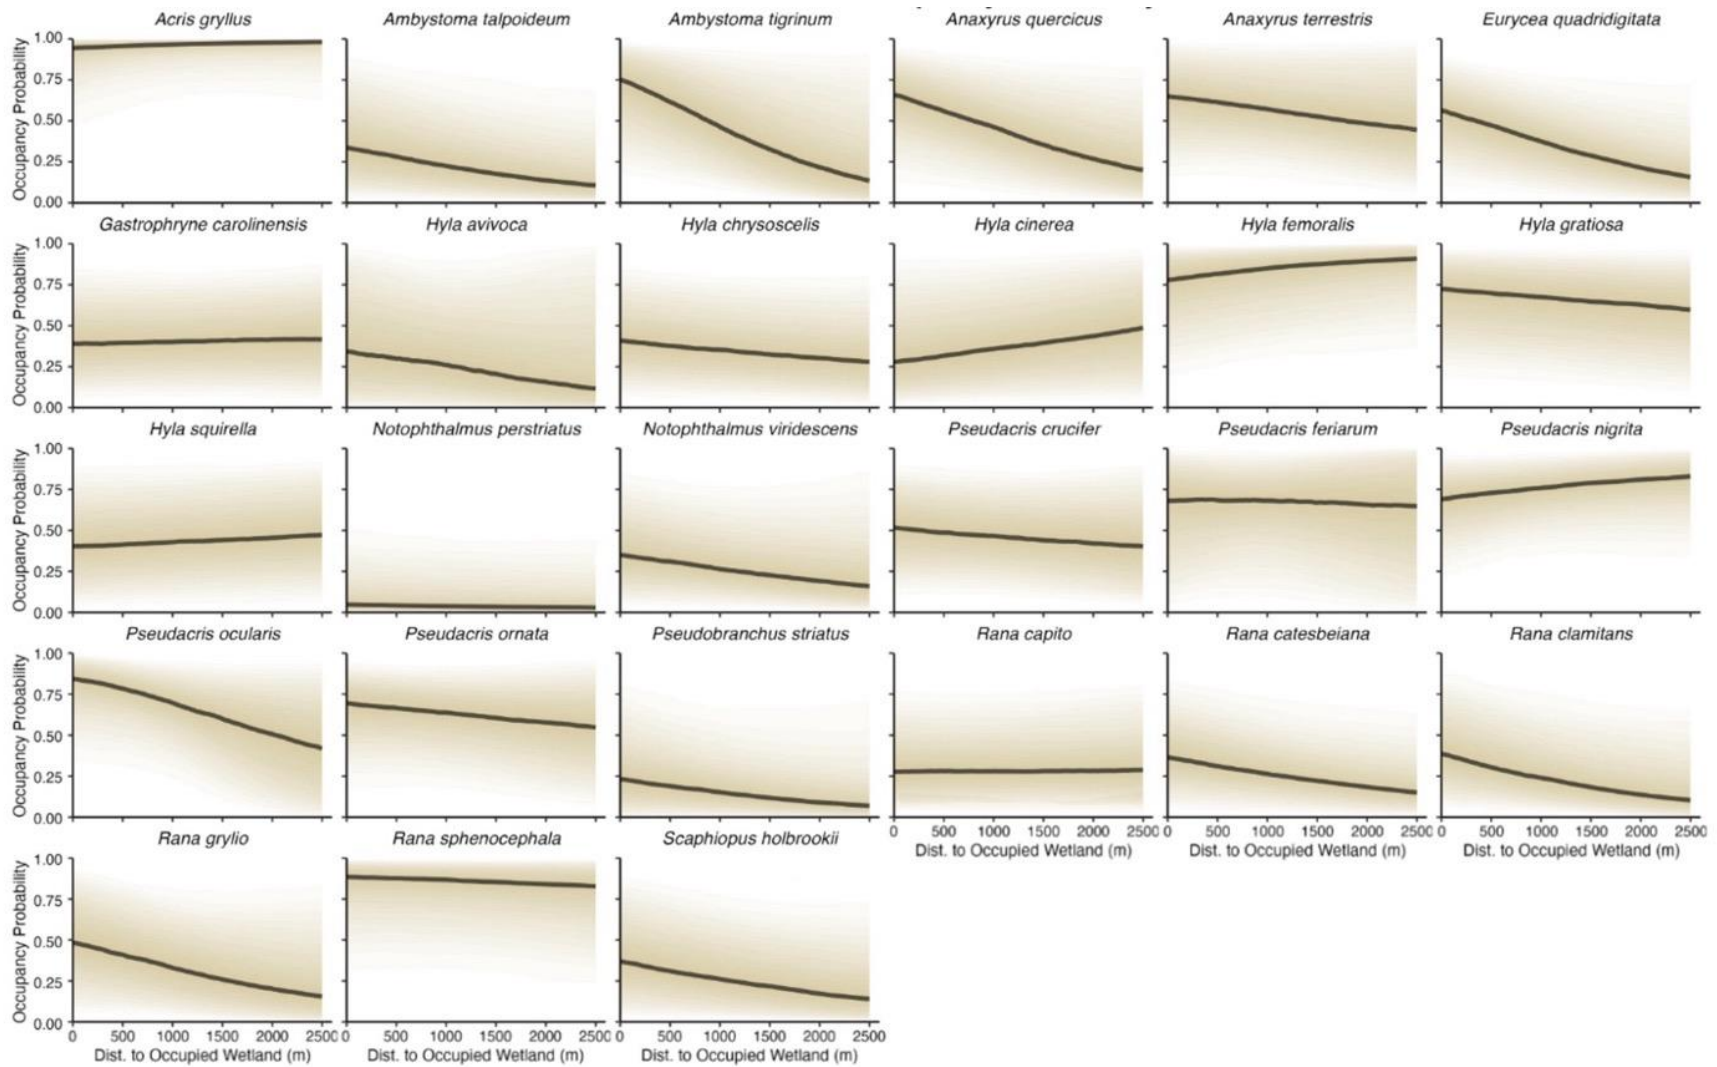 Acris gryllus Ambystoma talpoideum Ambystoma tigrinum Anaxyrus quercicus Anaxyrus terrestris Eurycea quadridigitata
Occupancy Probability
1.00
0.75
0.50
0.25
0.00
Gastrophryne carolinensis Hyla avivoca Hyla chrysoscelis Hyla cinerea Hyla femoralis Hyla gratiosa
Occupancy Probability
1.00
0.75
0.50
0.25
0.00
Hyla squirella Notophthalmus perstriatus Notophthalmus viridescens Pseudacris crucifer Pseudacris feriarum Pseudacris nigrita
Occupancy Probability
1.00
0.75
0.50
0.25
0.00
Pseudacris ocularis Pseudacris ornata Pseudobranchus striatus Rana capito Rana catesbeiana Rana clamitans
Occupancy Probability
1.00
0.75
0.50
0.25
0.00
0 500 1000 1500 2000 2500 0 500 1000 1500 2000 2500 0 500 1000 1500 2000 2500
Dist. to Occupied Wetland (m) Dist. to Occupied Wetland (m) Dist. to Occupied Wetland (m)
Rana grylio Rana sphenocephala Scaphiopus holbrookii
Occupancy Probability
1.00
0.75
0.50
0.25
0.00
0 500 1000 1500 2000 2500 0 500 1000 1500 2000 2500 0 500 1000 1500 2000 2500
Dist. to Occupied Wetland (m) Dist. to Occupied Wetland (m) Dist. to Occupied Wetland (m)